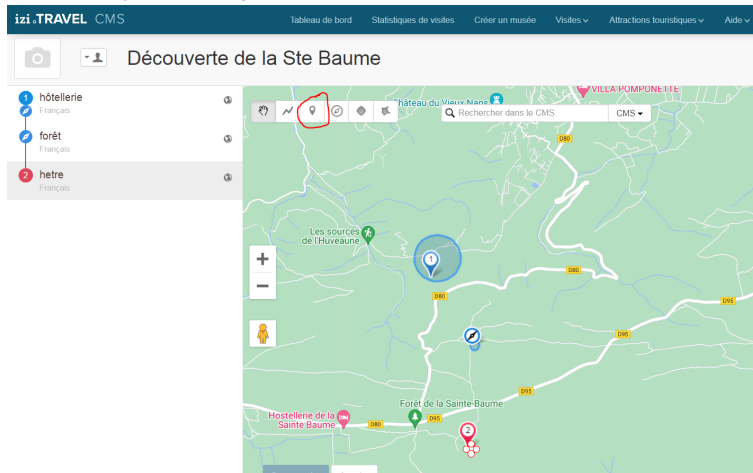 izi.TRAVEL CMS
Tableau de bord
Statistiques de visites
Créer un musée
Visites
Attractions touristiques
Aide
Découverte de la Ste Baume
1
hôtellerie
Français
forêt
Français
2
hetre
Français
Château du Vieux Nans
VILLA POMPONETTE
Rechercher dans le CMS
CMS
D80
Les sources
de l'Huveaune
1
+
−
D80
D80
D95
D95
D95
Forêt de la Sainte Baume
Hostellerie de la
Sainte Baume
D80
D95
2